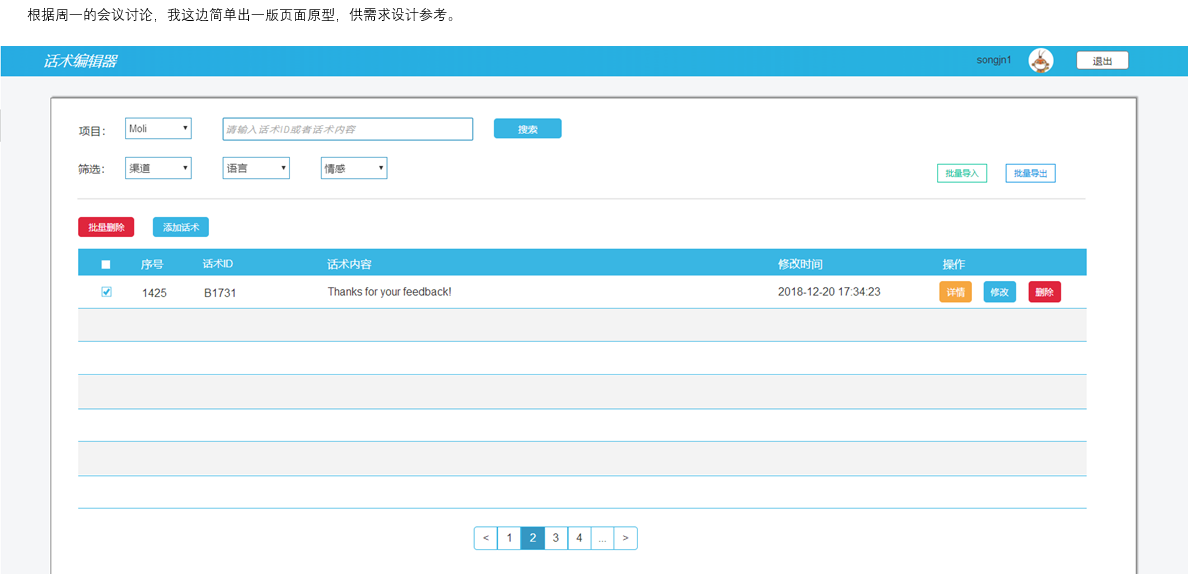 根据周一的会议讨论，我这边简单出一版页面原型，供需求设计参考。
话术编辑器 songjn1 退出
项目： Moli 请输入话术ID或者话术内容 搜索
筛选： 渠道 语言 情感 批量导入 批量导出
批量删除 添加话术
序号 话术ID 话术内容 修改时间 操作
1425 B1731 Thanks for your feedback! 2018-12-20 17:34:23 详情 修改 删除
< 1 2 3 4 ... >